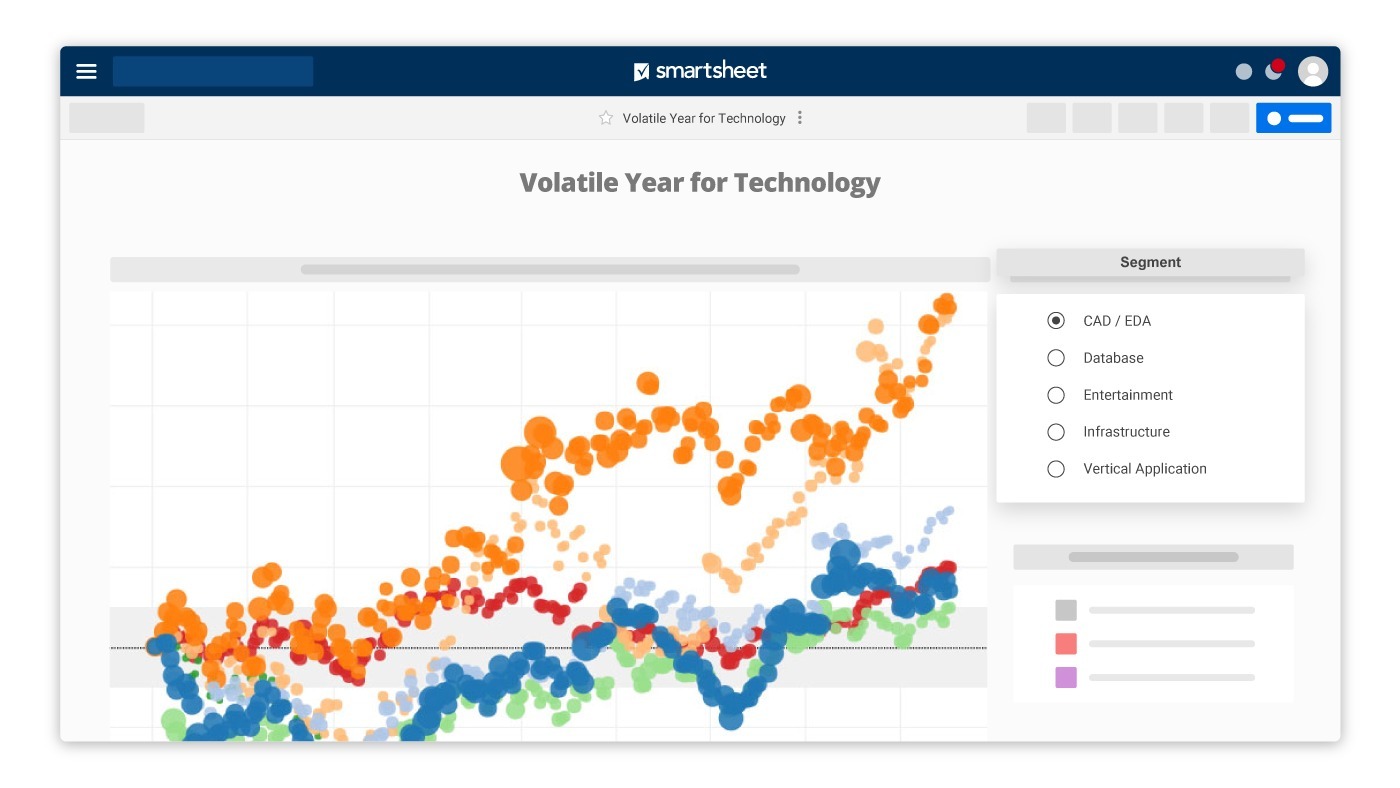 smartsheet
Volatile Year for Technology
Volatile Year for Technology
Segment
CAD / EDA
Database
Entertainment
Infrastructure
Vertical Application